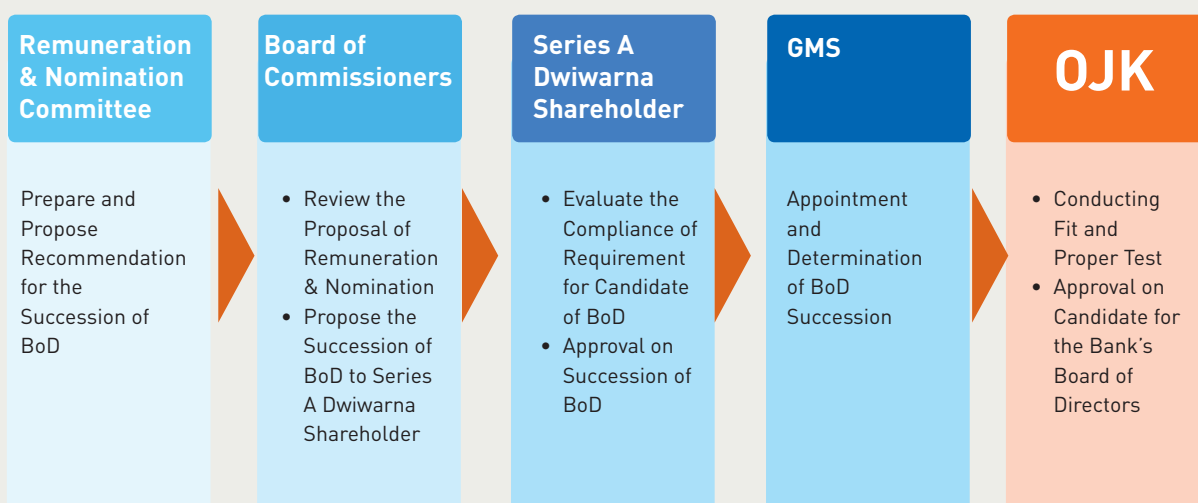 Remuneration
& Nomination
Committee
Prepare and
Propose
Recommendation
for the
Succession of
BoD
Board of
Commissioners
• Review the
Proposal of
Remuneration
& Nomination
• Propose the
Succession of
BoD to Series
A Dwiwarna
Shareholder
Series A
Dwiwarna
Shareholder
• Evaluate the
Compliance of
Requirement
for Candidate
of BoD
• Approval on
Succession of
BoD
GMS
Appointment
and
Determination
of BoD
Succession
OJK
• Conducting
Fit and
Proper Test
• Approval on
Candidate for
the Bank's
Board of
Directors